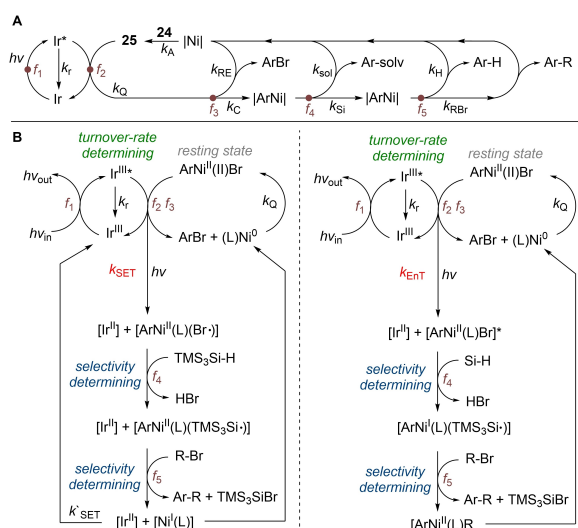 A
Ir* 25 24 |Ni| ArBr Ar-solv Ar-H Ar-R
kA
hν f1 kr f2 kRE ksol kH
Ir kQ f3 kC |ArNi| f4 kSi |ArNi| f5 kRBr
B
turnover-rate determining
resting state
IrIII*
ArNiII(II)Br
hνout
f1
kr
f2 f3
kQ
hνin
IrIII
ArBr + (L)Ni0
kSET
hν
[IrII] + [ArNiII(L)(Br·)]
TMS3Si-H
selectivity determining
f4
HBr
[IrII] + [ArNiII(L)(TMS3Si·)]
R-Br
selectivity determining
f5
Ar-R + TMS3SiBr
k`SET
[IrII] + [NiI(L)]
turnover-rate determining
resting state
IrIII*
ArNiII(II)Br
hνout
f1
kr
f2 f3
kQ
hνin
IrIII
ArBr + (L)Ni0
kEnT
hν
[IrII] + [ArNiII(L)Br]*
Si-H
selectivity determining
f4
HBr
[ArNiI(L)(TMS3Si·)]
R-Br
selectivity determining
f5
Ar-R + TMS3SiBr
[ArNiII(L)R